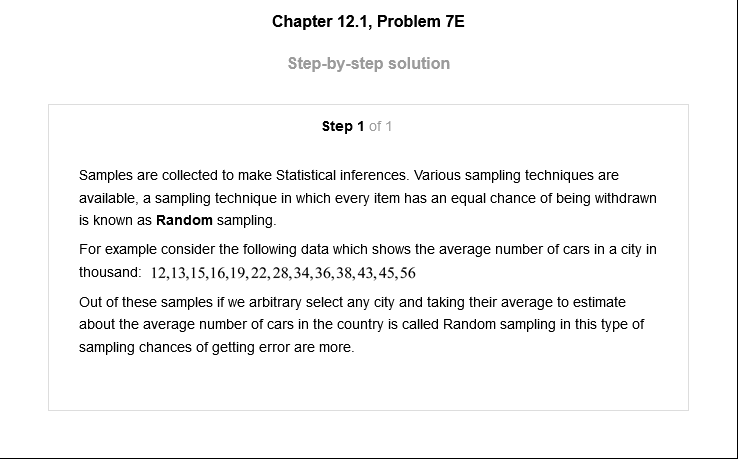 Chapter 12.1, Problem 7E
Step-by-step solution
Step 1 of 1
Samples are collected to make Statistical inferences. Various sampling techniques are
available, a sampling technique in which every item has an equal chance of being withdrawn
is known as Random sampling.
For example consider the following data which shows the average number of cars in a city in
thousand: 12,13,15,16,19,22,28,34,36,38,43,45,56
Out of these samples if we arbitrary select any city and taking their average to estimate
about the average number of cars in the country is called Random sampling in this type of
sampling chances of getting error are more.